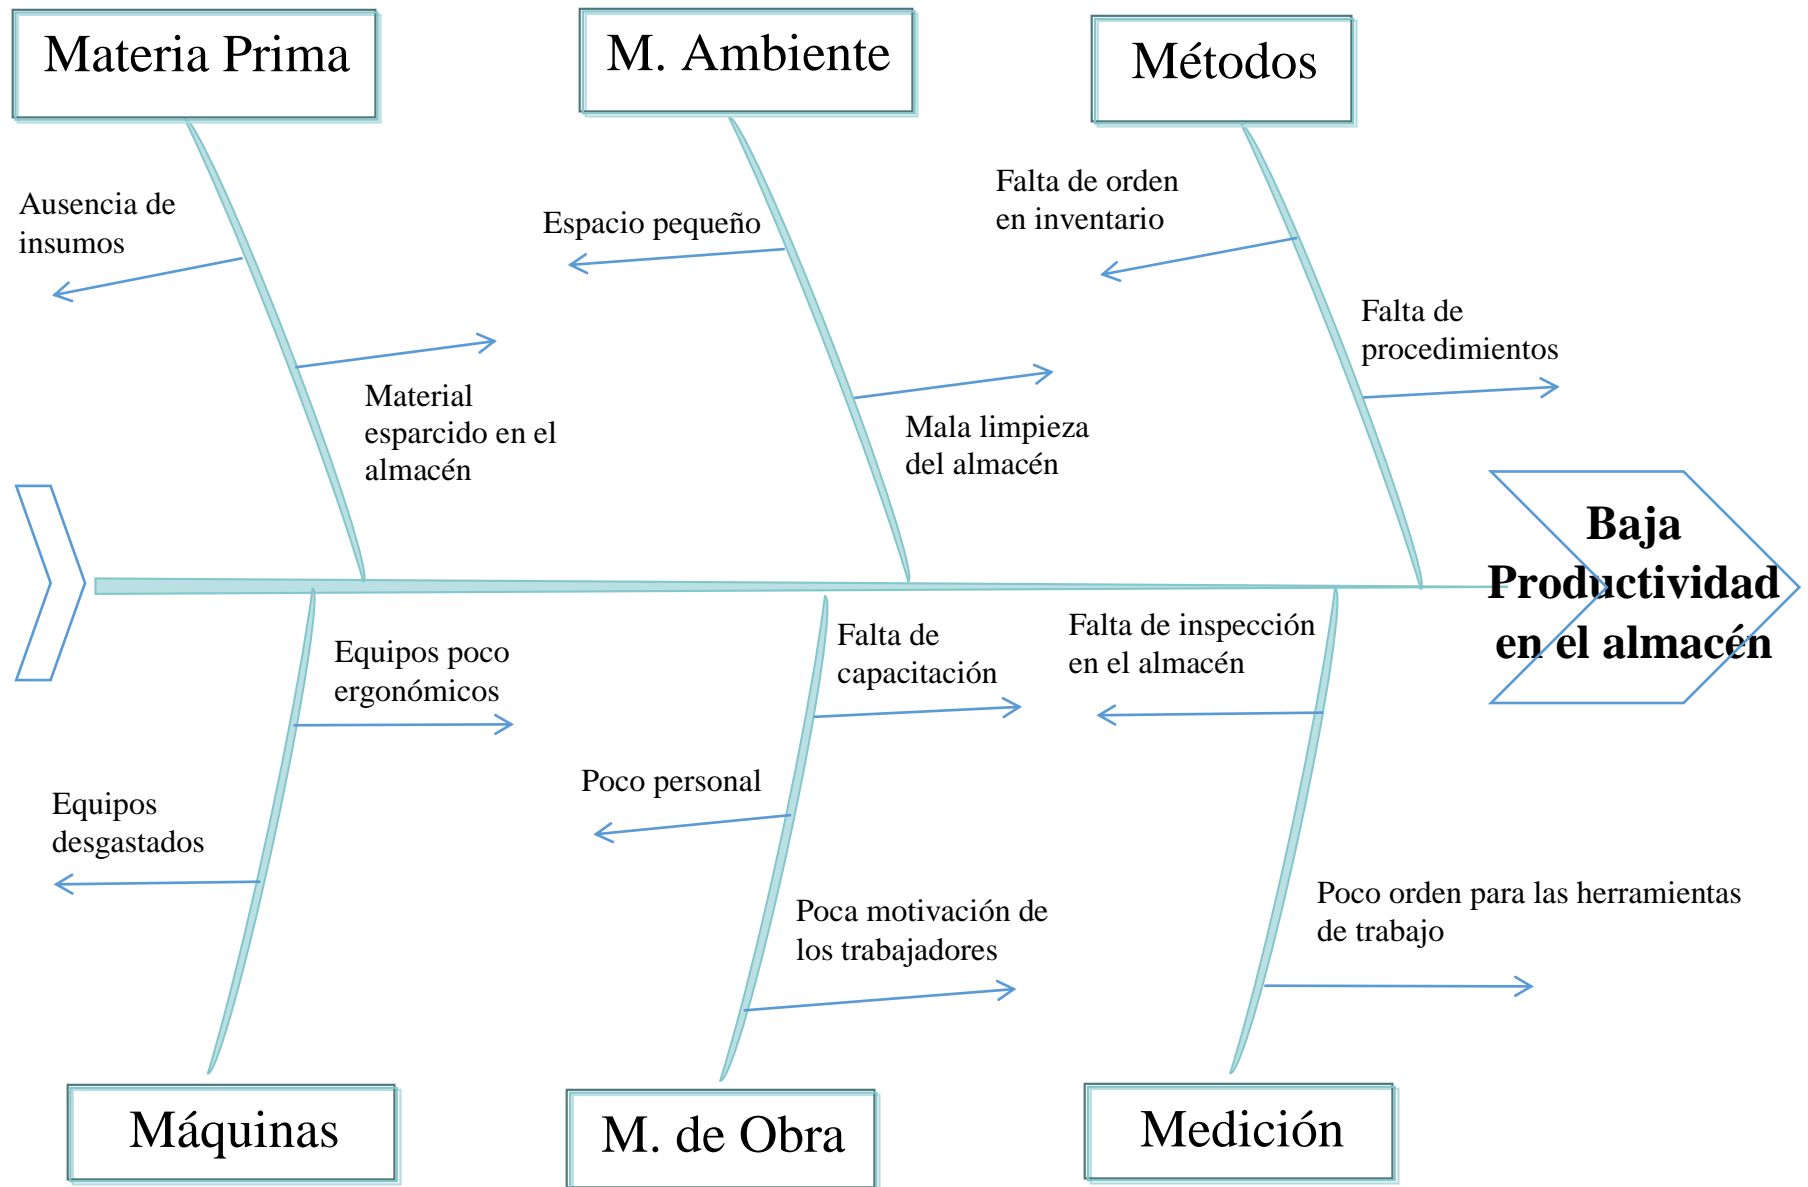 Materia Prima
M. Ambiente
Métodos
Ausencia de
insumos
Material
esparcido en el
almacén
Espacio pequeño
Mala limpieza
del almacén
Falta de orden
en inventario
Falta de
procedimientos
Baja
Productividad
en el almacén
Equipos poco
ergonómicos
Equipos
desgastados
Falta de
capacitación
Poco personal
Poca motivación de
los trabajadores
Falta de inspección
en el almacén
Poco orden para las herramientas
de trabajo
Máquinas
M. de Obra
Medición